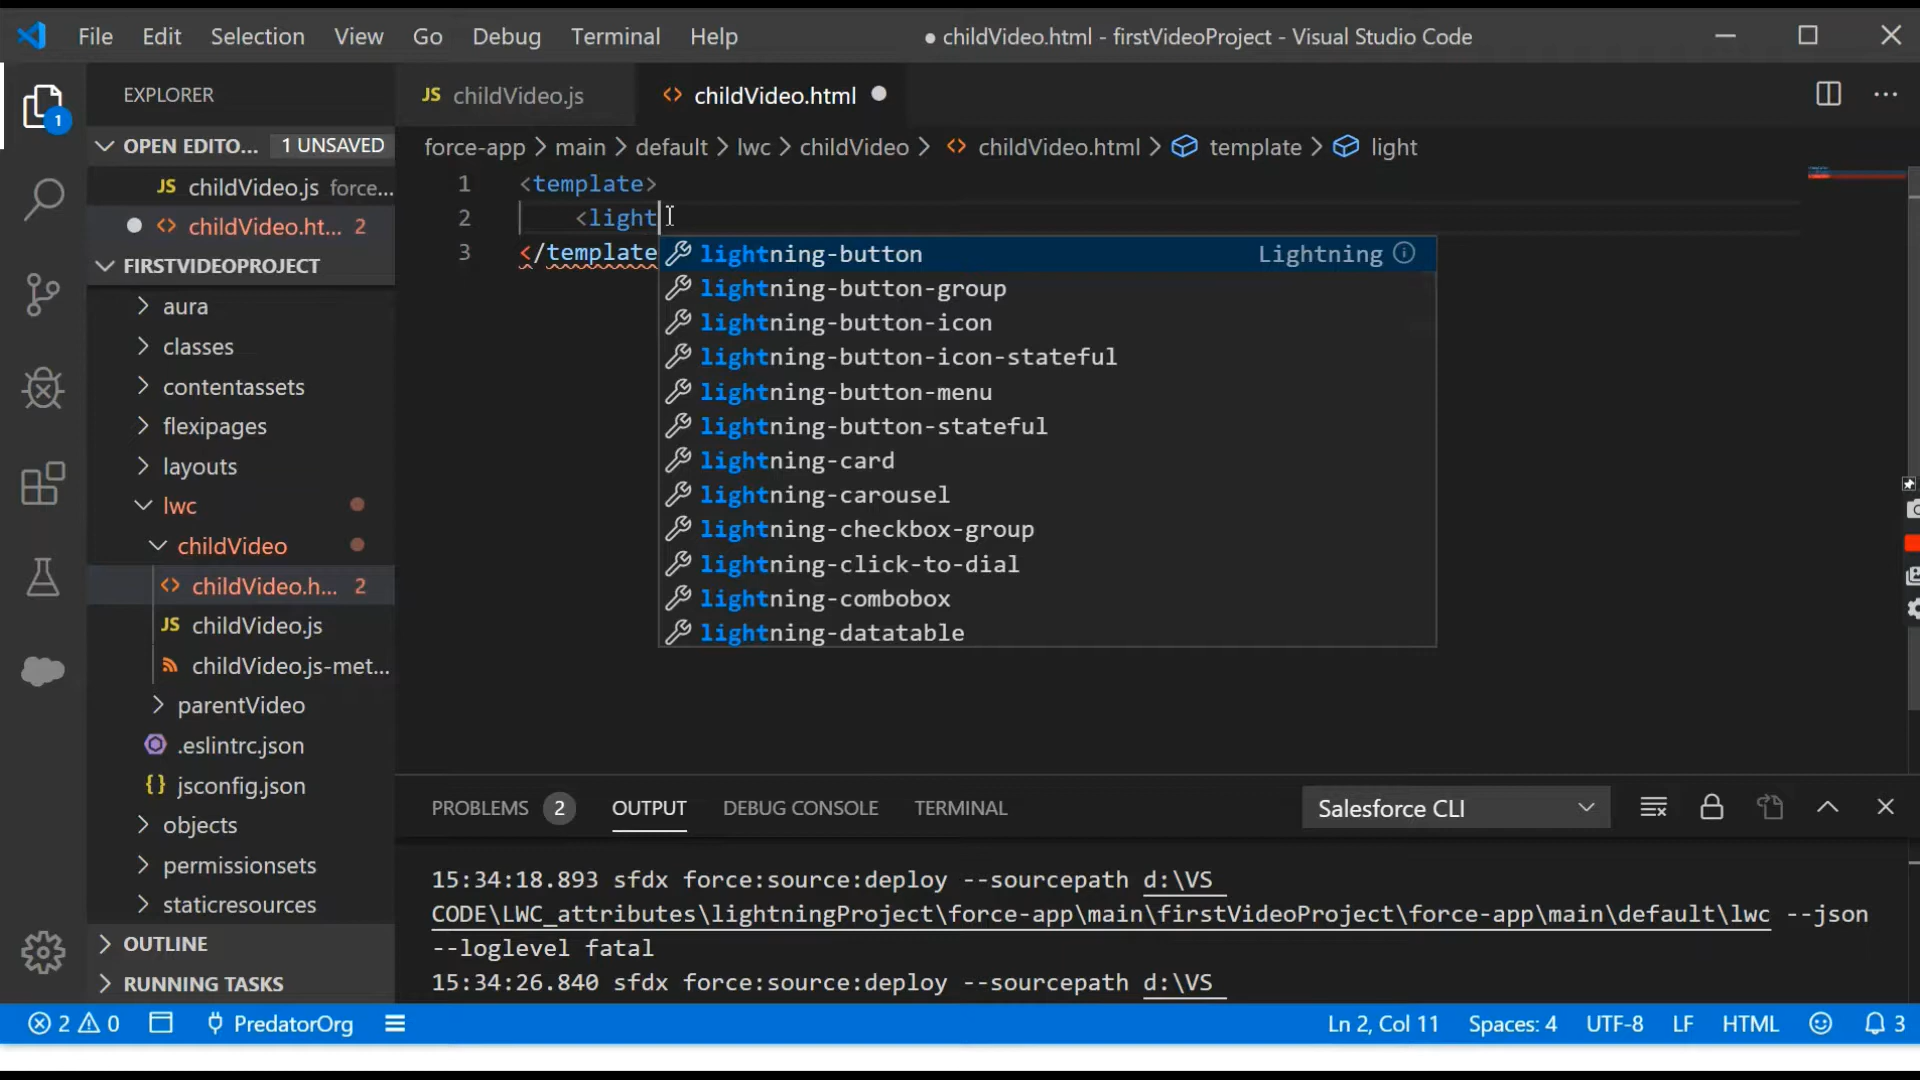 File Edit Selection View Go Debug Terminal Help
● childVideo.html - firstVideoProject - Visual Studio Code
EXPLORER
1
OPEN EDITO... 1 UNSAVED
JS childVideo.js force...
childVideo.ht... 2
FIRSTVIDEOPROJECT
aura
classes
contentassets
flexipages
layouts
lwc
childVideo
childVideo.h... 2
JS childVideo.js
childVideo.js-met...
parentVideo
.eslintrc.json
{} jsconfig.json
objects
permissionsets
staticresources
OUTLINE
RUNNING TASKS
JS childVideo.js
childVideo.html ●
force-app > main > default > lwc > childVideo > childVideo.html > template > light
1 <template>
2 <light
3 </template
lightning-button Lightning
lightning-button-group
lightning-button-icon
lightning-button-icon-stateful
lightning-button-menu
lightning-button-stateful
lightning-card
lightning-carousel
lightning-checkbox-group
lightning-click-to-dial
lightning-combobox
lightning-datatable
PROBLEMS 2 OUTPUT DEBUG CONSOLE TERMINAL Salesforce CLI
15:34:18.893 sfdx force:source:deploy --sourcepath d:\VS
CODE\LWC_attributes\lightningProject\force-app\main\firstVideoProject\force-app\main\default\lwc --json
--loglevel fatal
15:34:26.840 sfdx force:source:deploy --sourcepath d:\VS
2 0 PredatorOrg Ln 2, Col 11 Spaces: 4 UTF-8 LF HTML 3